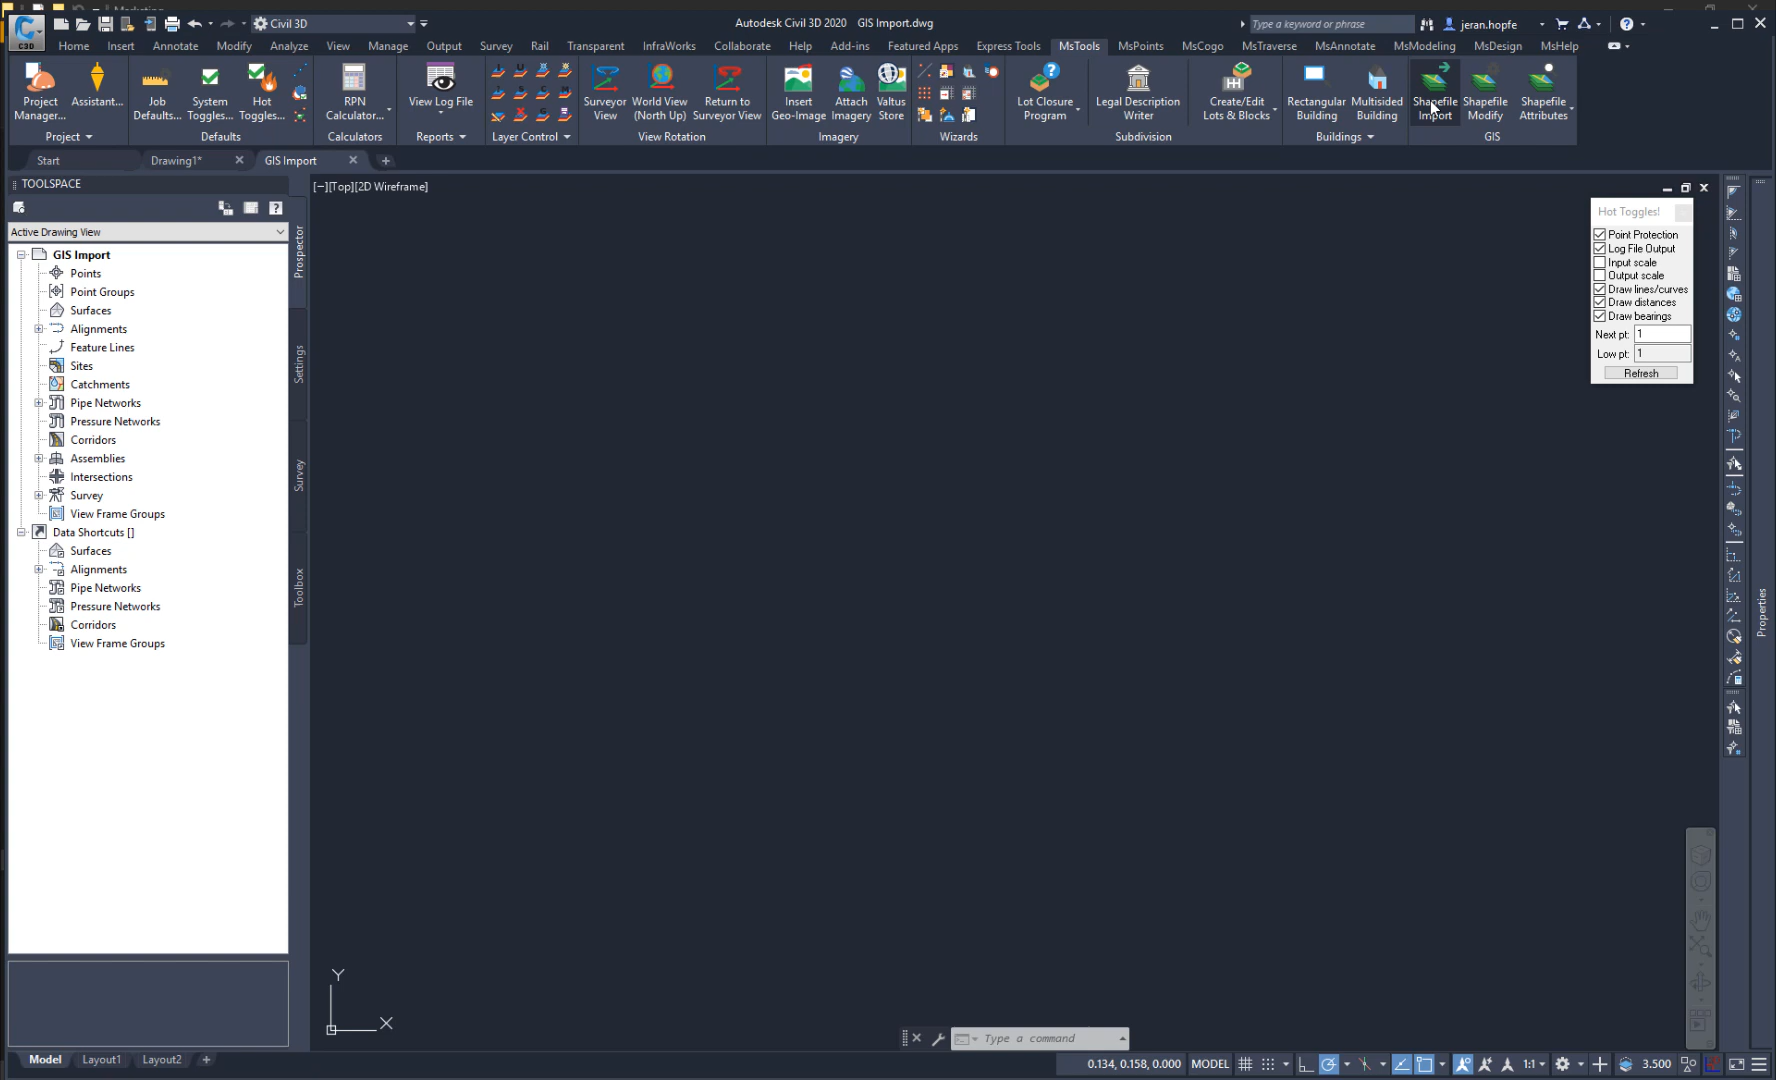 Autodesk Civil 3D 2020 GIS Import.dwg
Civil 3D
Type a keyword or phrase
jeran.hopfe
C3D
Home Insert Annotate Modify Analyze View Manage Output Survey Rail Transparent InfraWorks Collaborate Help Add-ins Featured Apps Express Tools MsTools MsPoints MsCogo MsTraverse MsAnnotate MsModeling MsDesign MsHelp
Project Manager...
Assistant...
Job Defaults...
System Toggles...
Hot Toggles...
RPN Calculator...
View Log File
Surveyor View
World View (North Up)
Return to Surveyor View
Insert Geo-Image
Attach Imagery
Valtus Store
Lot Closure Program
Legal Description Writer
Create/Edit Lots & Blocks
Rectangular Building
Multisided Building
Shapefile Import
Shapefile Modify
Shapefile Attributes
Project Defaults Calculators Reports Layer Control View Rotation Imagery Wizards Subdivision Buildings GIS
Start Drawing1* GIS Import
TOOLSPACE
Active Drawing View
GIS Import
Points
Point Groups
Surfaces
Alignments
Feature Lines
Sites
Catchments
Pipe Networks
Pressure Networks
Corridors
Assemblies
Intersections
Survey
View Frame Groups
Data Shortcuts []
Surfaces
Alignments
Pipe Networks
Pressure Networks
Corridors
View Frame Groups
Prospector
Settings
Survey
Toolbox
[−][Top][2D Wireframe]
Hot Toggles!
Point Protection
Log File Output
Input scale
Output scale
Draw lines/curves
Draw distances
Draw bearings
Next pt: 1
Low pt: 1
Refresh
Properties
Y
X
Type a command
Model Layout1 Layout2
0.134, 0.158, 0.000 MODEL 1:1 3.500